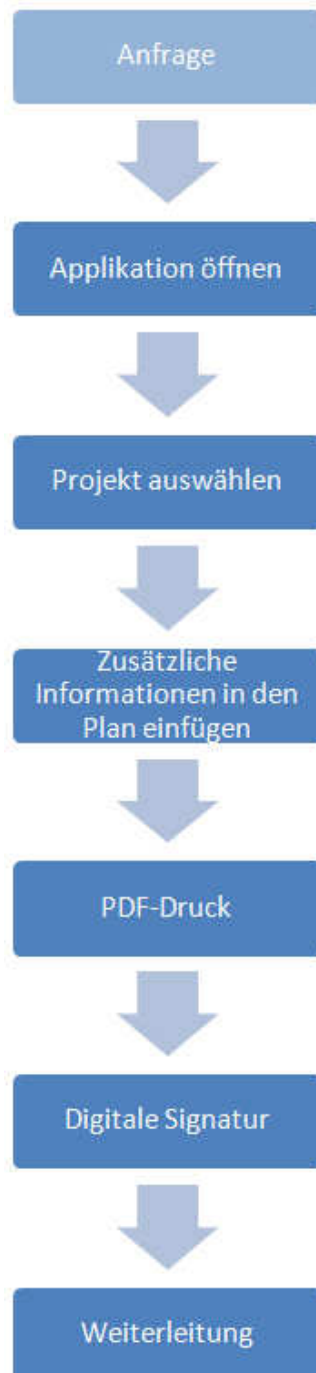 Anfrage
Applikation öffnen
Projekt auswählen
Zusätzliche
Informationen in den
Plan einfügen
PDF-Druck
Digitale Signatur
Weiterleitung